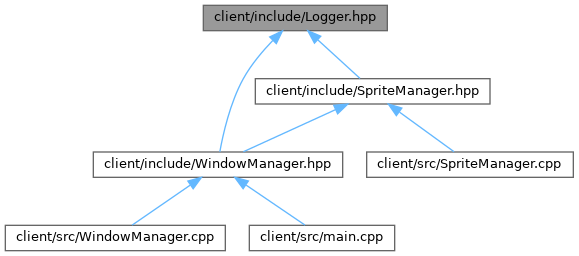 client/include/Logger.hpp
client/include/SpriteManager.hpp
client/include/WindowManager.hpp
client/src/SpriteManager.cpp
client/src/WindowManager.cpp
client/src/main.cpp